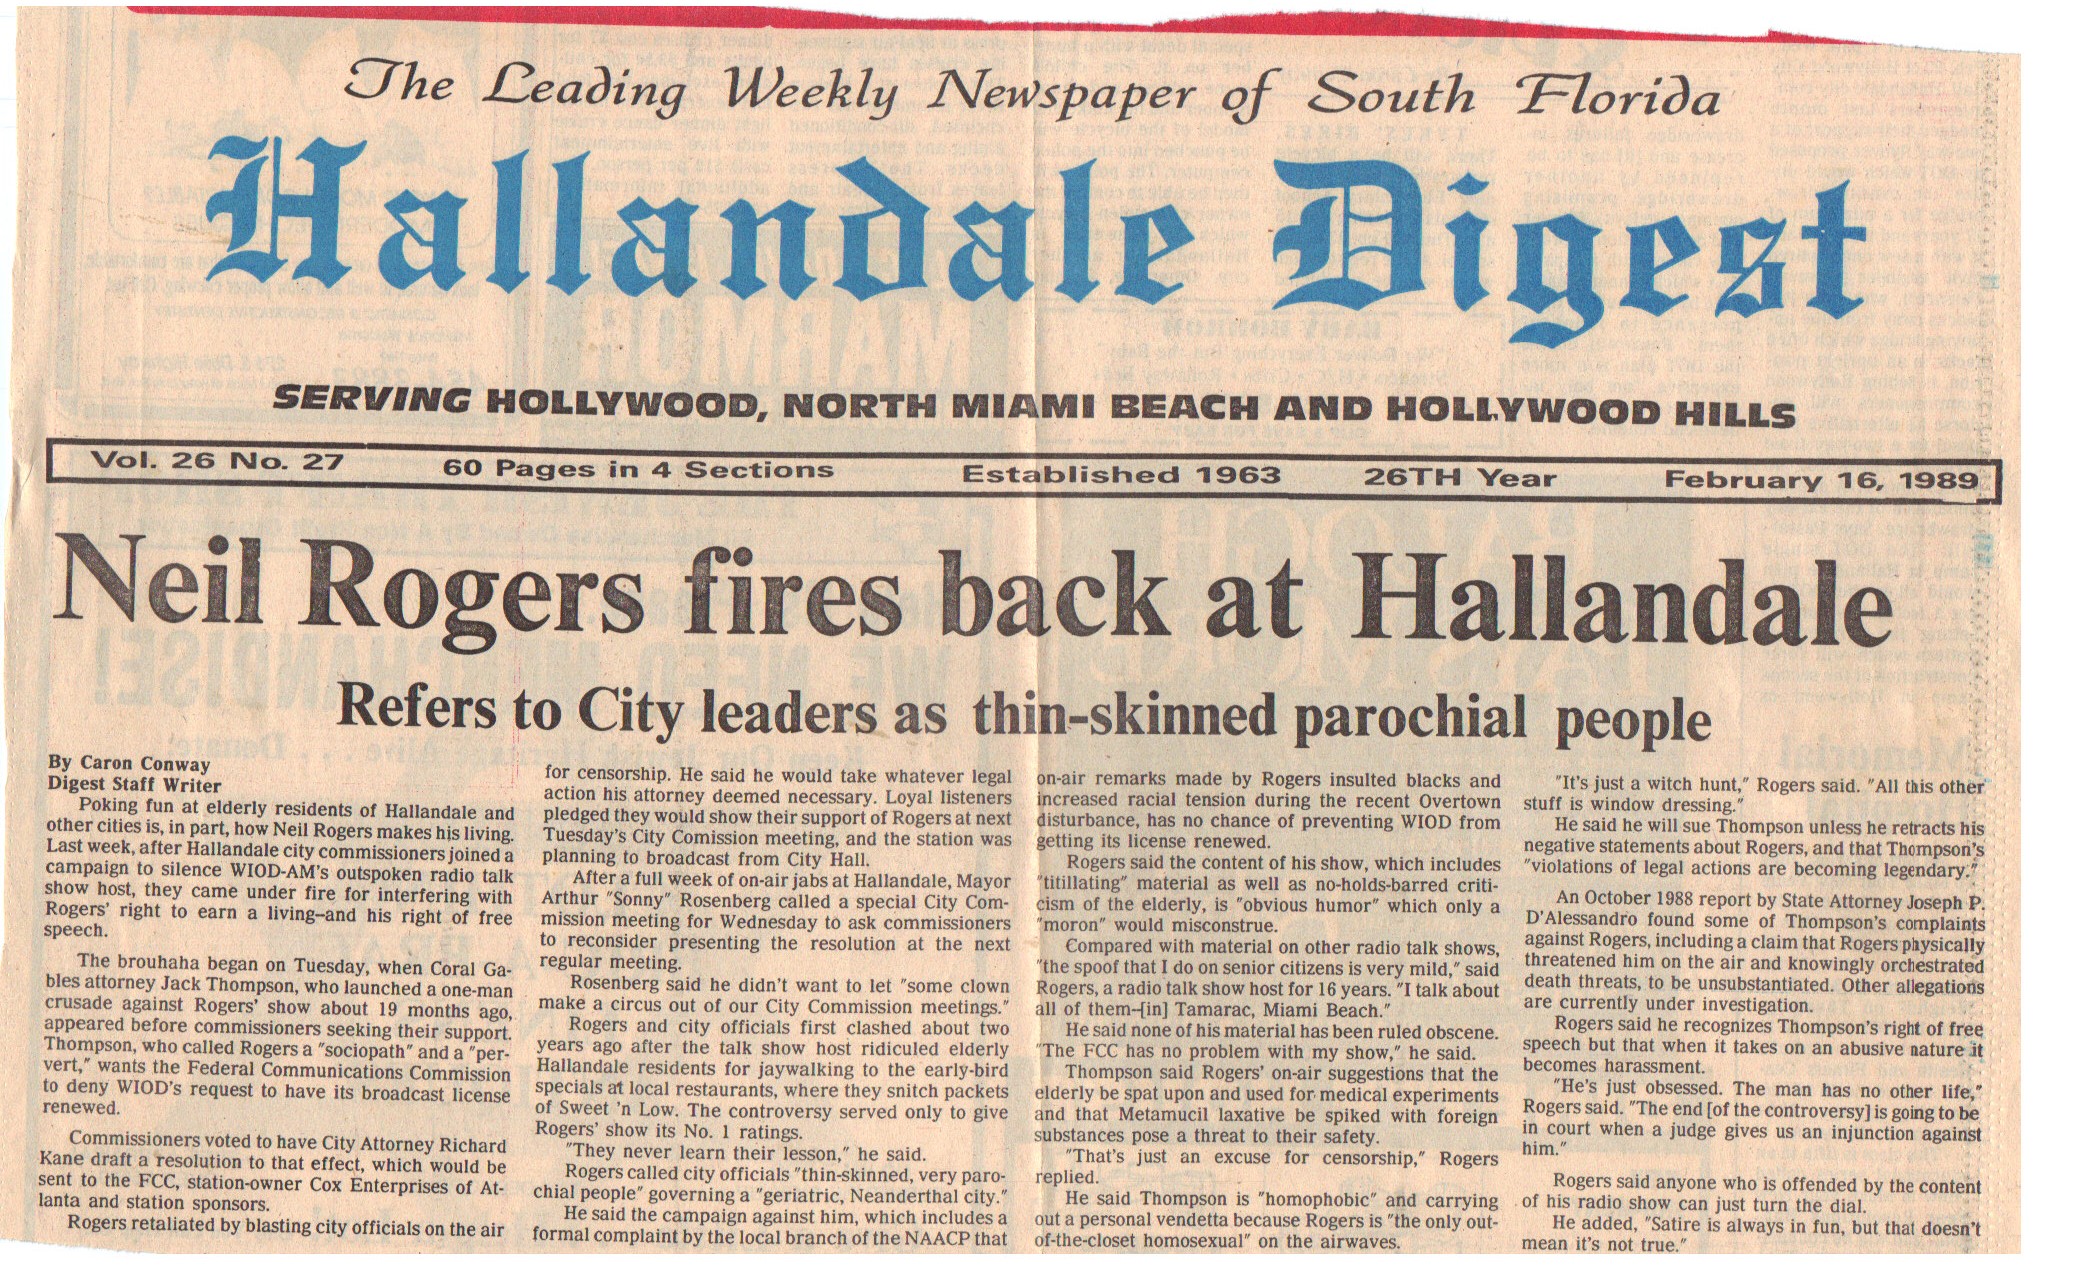 The Leading Weekly Newspaper of South Florida
Hallandale Digest
SERVING HOLLYWOOD, NORTH MIAMI BEACH AND HOLLYWOOD HILLS
Vol. 26 No. 27 60 Pages in 4 Sections Established 1963 26TH Year February 16, 1989
Neil Rogers fires back at Hallandale
Refers to City leaders as thin-skinned parochial people
By Caron Conway
Digest Staff Writer
Poking fun at elderly residents of Hallandale and
other cities is, in part, how Neil Rogers makes his living.
Last week, after Hallandale city commissioners joined a
campaign to silence WIOD-AM's outspoken radio talk
show host, they came under fire for interfering with
Rogers' right to earn a living—and his right of free
speech.
The brouhaha began on Tuesday, when Coral Ga-
bles attorney Jack Thompson, who launched a one-man
crusade against Rogers' show about 19 months ago,
appeared before commissioners seeking their support.
Thompson, who called Rogers a "sociopath" and a "per-
vert," wants the Federal Communications Commission
to deny WIOD's request to have its broadcast license
renewed.
Commissioners voted to have City Attorney Richard
Kane draft a resolution to that effect, which would be
sent to the FCC, station-owner Cox Enterprises of At-
lanta and station sponsors.
Rogers retaliated by blasting city officials on the air
for censorship. He said he would take whatever legal
action his attorney deemed necessary. Loyal listeners
pledged they would show their support of Rogers at next
Tuesday's City Comission meeting, and the station was
planning to broadcast from City Hall.
After a full week of on-air jabs at Hallandale, Mayor
Arthur "Sonny" Rosenberg called a special City Com-
mission meeting for Wednesday to ask commissioners
to reconsider presenting the resolution at the next
regular meeting.
Rosenberg said he didn't want to let "some clown
make a circus out of our City Commission meetings."
Rogers and city officials first clashed about two
years ago after the talk show host ridiculed elderly
Hallandale residents for jaywalking to the early-bird
specials at local restaurants, where they snitch packets
of Sweet 'n Low. The controversy served only to give
Rogers' show its No. 1 ratings.
"They never learn their lesson," he said.
Rogers called city officials "thin-skinned, very paro-
chial people" governing a "geriatric, Neanderthal city."
He said the campaign against him, which includes a
formal complaint by the local branch of the NAACP that
on-air remarks made by Rogers insulted blacks and
increased racial tension during the recent Overtown
disturbance, has no chance of preventing WIOD from
getting its license renewed.
Rogers said the content of his show, which includes
"titillating" material as well as no-holds-barred criti-
cism of the elderly, is "obvious humor" which only a
"moron" would misconstrue.
Compared with material on other radio talk shows,
"the spoof that I do on senior citizens is very mild," said
Rogers, a radio talk show host for 16 years. "I talk about
all of them—[in] Tamarac, Miami Beach."
He said none of his material has been ruled obscene.
"The FCC has no problem with my show," he said.
Thompson said Rogers' on-air suggestions that the
elderly be spat upon and used for medical experiments
and that Metamucil laxative be spiked with foreign
substances pose a threat to their safety.
"That's just an excuse for censorship," Rogers
replied.
He said Thompson is "homophobic" and carrying
out a personal vendetta because Rogers is "the only out-
of-the-closet homosexual" on the airwaves.
"It's just a witch hunt," Rogers said. "All this other
stuff is window dressing."
He said he will sue Thompson unless he retracts his
negative statements about Rogers, and that Thompson's
"violations of legal actions are becoming legendary."
An October 1988 report by State Attorney Joseph P.
D'Alessandro found some of Thompson's complaints
against Rogers, including a claim that Rogers physically
threatened him on the air and knowingly orchestrated
death threats, to be unsubstantiated. Other allegations
are currently under investigation.
Rogers said he recognizes Thompson's right of free
speech but that when it takes on an abusive nature it
becomes harassment.
"He's just obsessed. The man has no other life,"
Rogers said. "The end [of the controversy] is going to be
in court when a judge gives us an injunction against
him."
Rogers said anyone who is offended by the content
of his radio show can just turn the dial.
He added, "Satire is always in fun, but that doesn't
mean it's not true."